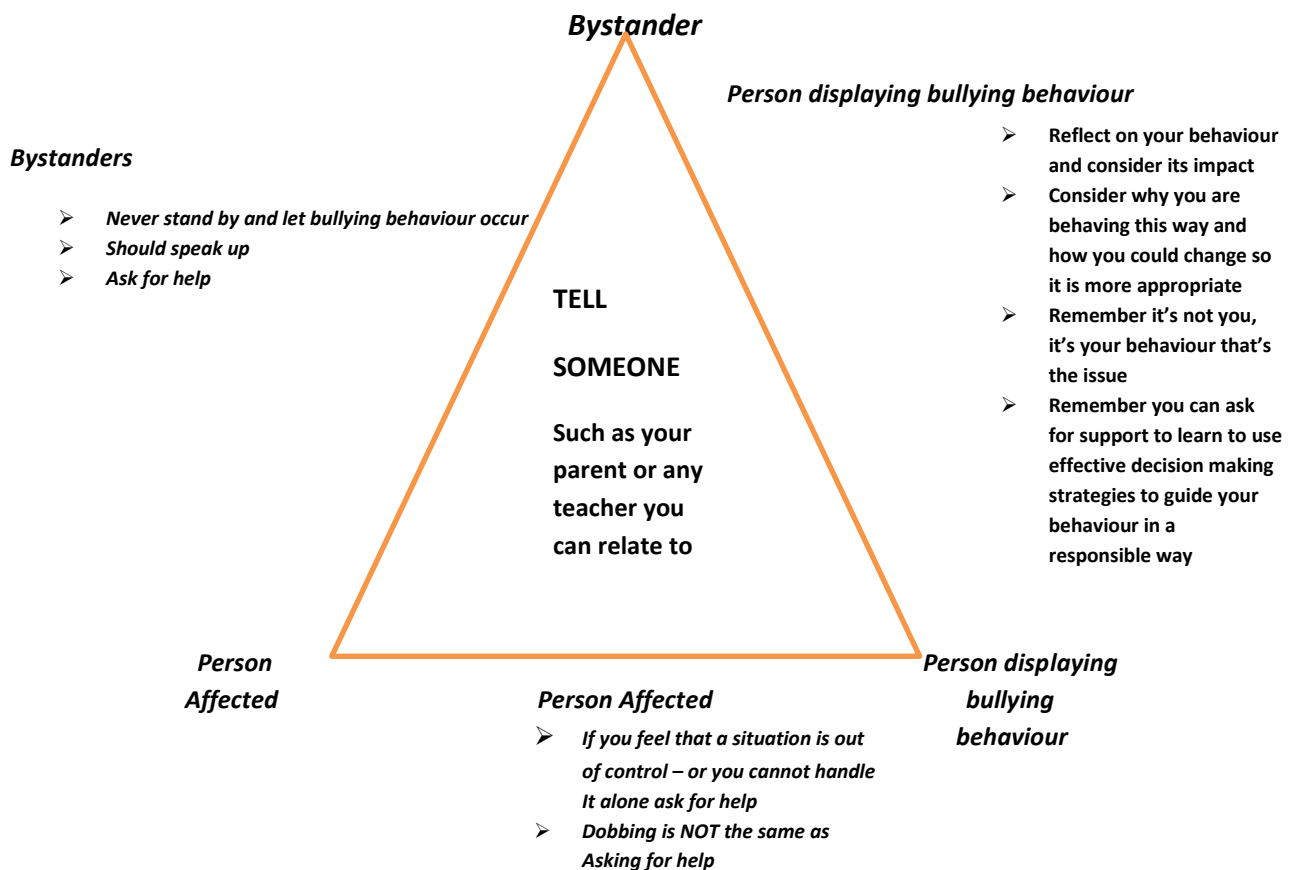 Bystander
Person displaying bullying behaviour
➢ Reflect on your behaviour
and consider its impact
➢ Consider why you are
behaving this way and
how you could change so
it is more appropriate
➢ Remember it’s not you,
it’s your behaviour that’s
the issue
➢ Remember you can ask
for support to learn to use
effective decision making
strategies to guide your
behaviour in a
responsible way
Bystanders
➢ Never stand by and let bullying behaviour occur
➢ Should speak up
➢ Ask for help
TELL
SOMEONE
Such as your
parent or any
teacher you
can relate to
Person
Affected
Person displaying
bullying
behaviour
Person Affected
➢ If you feel that a situation is out
of control – or you cannot handle
It alone ask for help
➢ Dobbing is NOT the same as
Asking for help